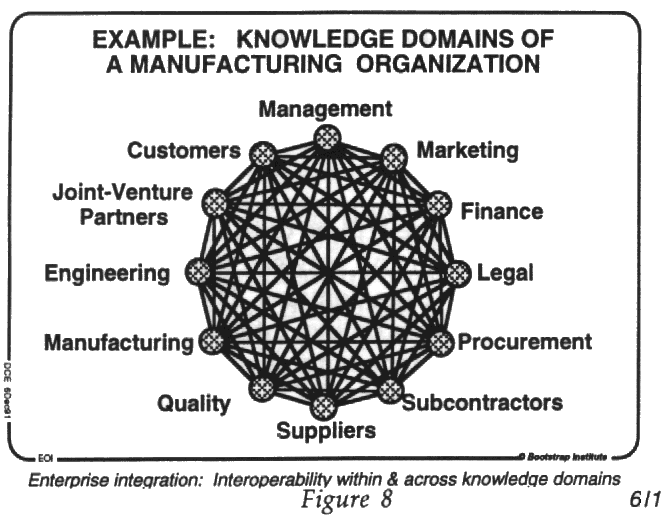 EXAMPLE: KNOWLEDGE DOMAINS OF
A MANUFACTURING ORGANIZATION
Management
Customers
Marketing
Joint-Venture
Partners
Finance
Engineering
Legal
Manufacturing
Procurement
Quality
Subcontractors
Suppliers
DCE 6Dec91
EOI
© Bootstrap Institute
Enterprise integration: Interoperability within & across knowledge domains
Figure 8
6/1